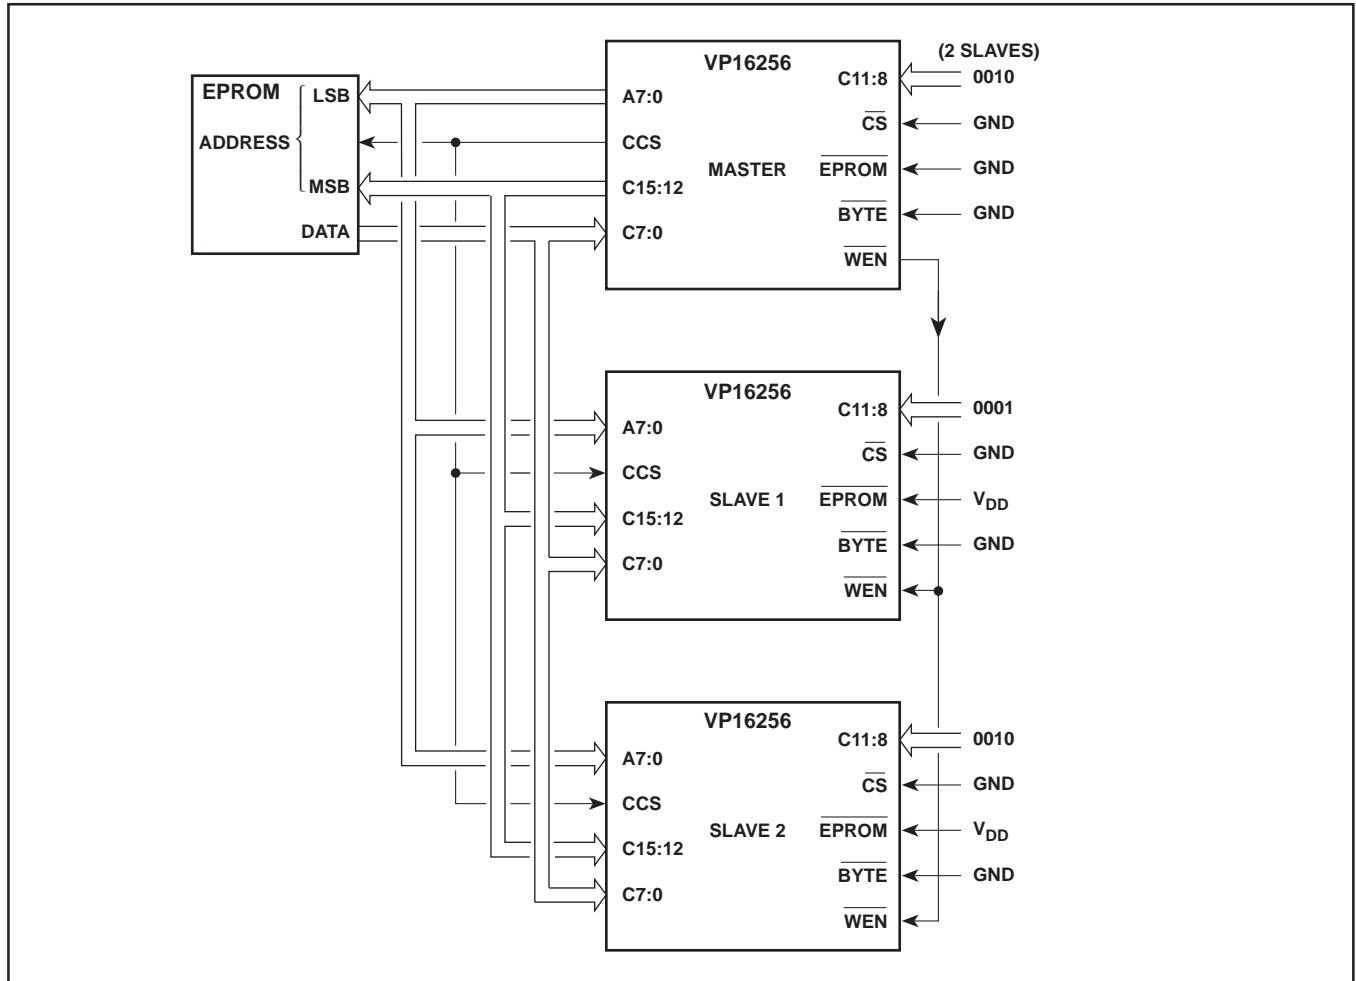 EPROM
LSB
ADDRESS
MSB
DATA
VP16256
A7:0
CCS
C15:12
C7:0
MASTER
C11:8
CS
EPROM
BYTE
WEN
(2 SLAVES)
0010
GND
GND
GND
VP16256
A7:0
CCS
C15:12
C7:0
SLAVE 1
C11:8
CS
EPROM
BYTE
WEN
0001
GND
VDD
GND
VP16256
A7:0
CCS
C15:12
C7:0
SLAVE 2
C11:8
CS
EPROM
BYTE
WEN
0010
GND
VDD
GND